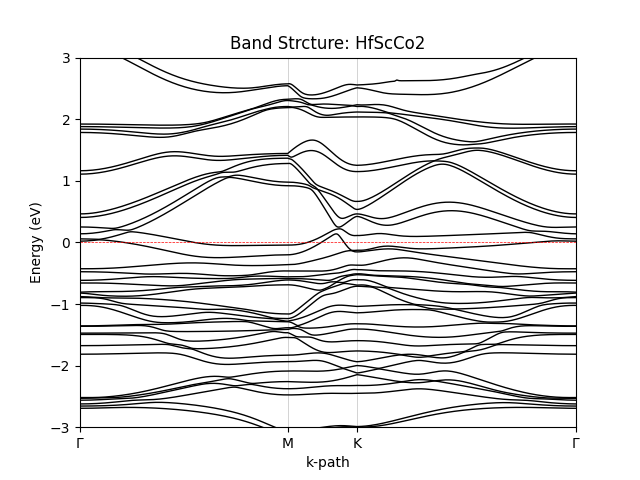 Band Strcture: HfScCo2
3
2
1
0
−1
−2
−3
Energy (eV)
Γ M K Γ
k-path